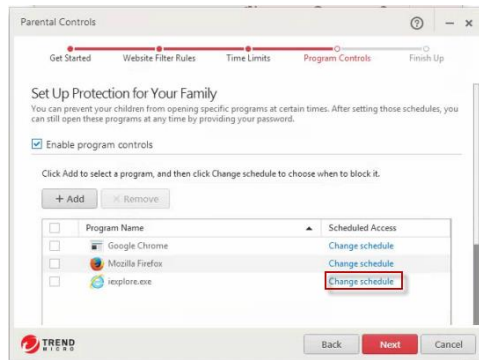 Parental Controls
Get Started Website Filter Rules Time Limits Program Controls Finish Up
Set Up Protection for Your Family
You can prevent your children from opening specific programs at certain times. After setting those schedules, you
can still open these programs at any time by providing your password.
Enable program controls
Click Add to select a program, and then click Change schedule to choose when to block it.
+ Add × Remove
Program Name Scheduled Access
Google Chrome Change schedule
Mozilla Firefox Change schedule
iexplore.exe Change schedule
TREND
MICRO
Back Next Cancel